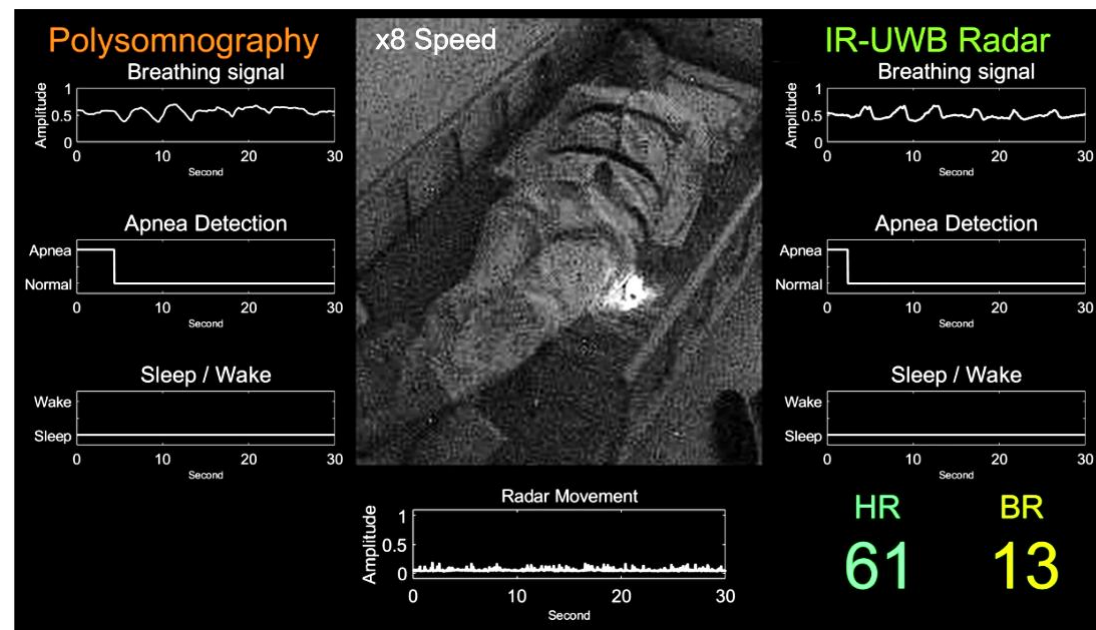 Polysomnography
Breathing signal
Amplitude
1
0.5
0
0 10 20 30
Second
Apnea Detection
Apnea
Normal
0 10 20 30
Second
Sleep / Wake
Wake
Sleep
0 10 20 30
Second
x8 Speed
Radar Movement
Amplitude
1
0.5
0
0 10 20 30
Second
IR-UWB Radar
Breathing signal
Amplitude
1
0.5
0
0 10 20 30
Second
Apnea Detection
Apnea
Normal
0 10 20 30
Second
Sleep / Wake
Wake
Sleep
0 10 20 30
Second
HR BR
61 13